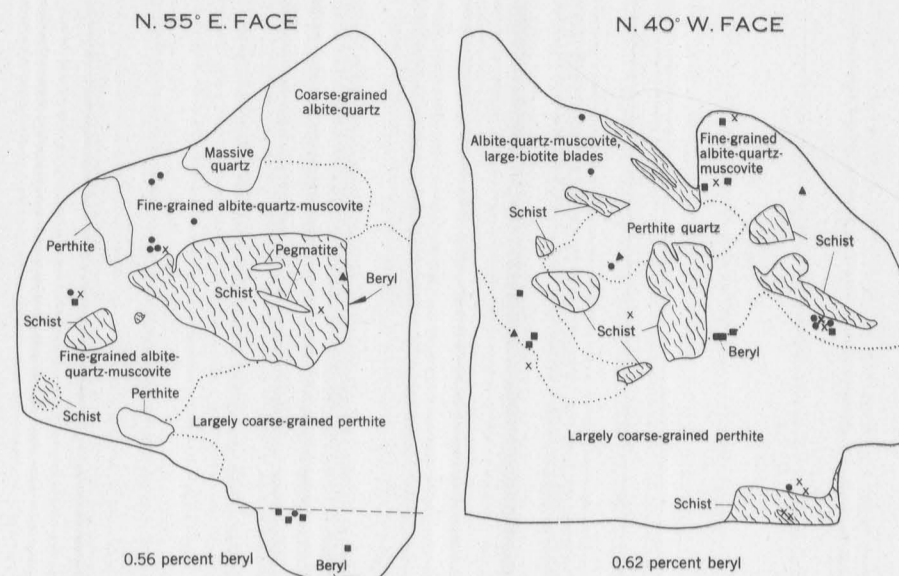 N. 55° E. FACE
Coarse-grained
albite-quartz
Massive
quartz
Fine-grained albite-quartz-muscovite
Perthite
Pegmatite
Schist
Beryl
Schist
Fine-grained albite-
quartz-muscovite
Perthite
Schist
Largely coarse-grained perthite
0.56 percent beryl
Beryl
N. 40° W. FACE
Albite-quartz-muscovite,
large-biotite blades
Fine-grained
albite-quartz-
muscovite
Schist
Perthite quartz
Schist
Schist
Beryl
Largely coarse-grained perthite
Schist
0.62 percent beryl